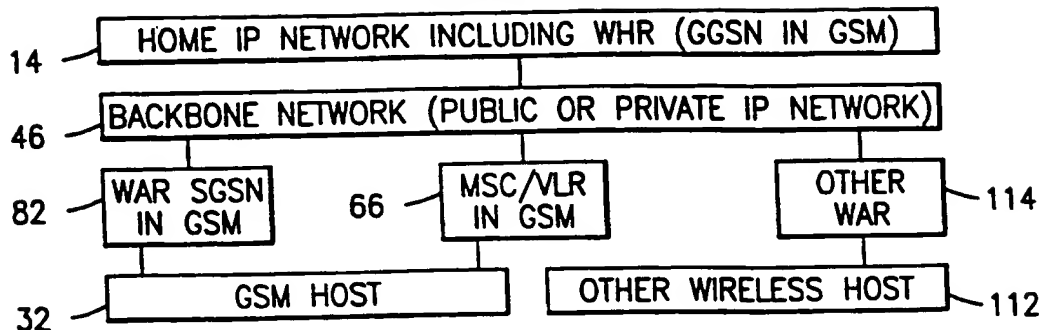 HOME IP NETWORK INCLUDING WHR (GGSN IN GSM)
14
BACKBONE NETWORK (PUBLIC OR PRIVATE IP NETWORK)
46
WAR SGSN
IN GSM
82
MSC/VLR
IN GSM
66
OTHER
WAR
114
GSM HOST
32
OTHER WIRELESS HOST
112